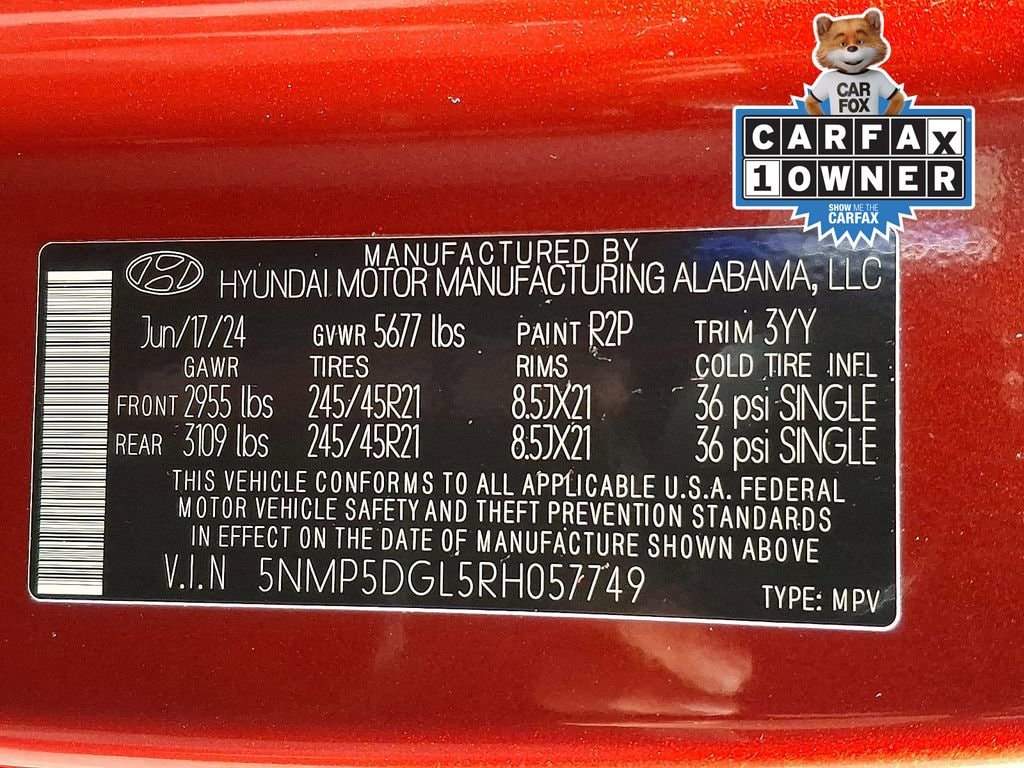 CAR
FOX
CARFAX
1 OWNER
SHOW ME THE
CARFAX
MANUFACTURED BY
HYUNDAI MOTOR MANUFACTURING ALABAMA, LLC
Jun/17/24 GVWR 5677 lbs PAINT R2P TRIM 3YY
GAWR TIRES RIMS COLD TIRE INFL
FRONT 2955 lbs 245/45R21 8.5JX21 36 psi SINGLE
REAR 3109 lbs 245/45R21 8.5JX21 36 psi SINGLE
THIS VEHICLE CONFORMS TO ALL APPLICABLE U.S.A. FEDERAL
MOTOR VEHICLE SAFETY AND THEFT PREVENTION STANDARDS
IN EFFECT ON THE DATE OF MANUFACTURE SHOWN ABOVE
V.I.N 5NMP5DGL5RH057749 TYPE: MPV